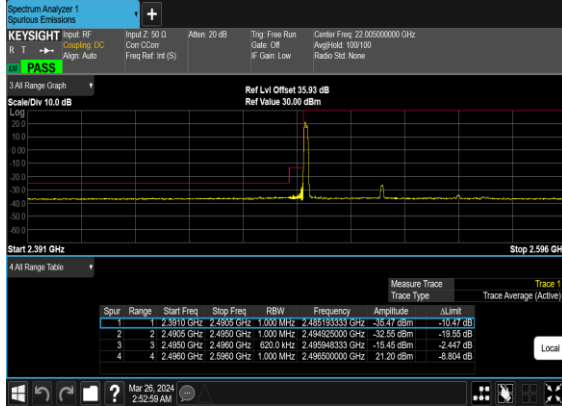 Spectrum Analyzer 1
Spurious Emissions
KEYSIGHT Input: RF Input Z: 50 Ω Atten: 20 dB Trig: Free Run Center Freq: 22.005000000 GHz
R T Coupling: DC Corr CCorr Gate: Off Avg|Hold: 100/100
Align: Auto Freq Ref: Int (S) IF Gain: Low Radio Std: None
PASS
3 All Range Graph
Ref Lvl Offset 35.93 dB
Scale/Div 10.0 dB Ref Value 30.00 dBm
Log
20.0
10.0
0.00
-10.0
-20.0
-30.0
-40.0
-50.0
-60.0
Start 2.391 GHz Stop 2.596 GH
4 All Range Table
Measure Trace Trace 1
Trace Type Trace Average (Active)
Spur Range Start Freq Stop Freq RBW Frequency Amplitude ΔLimit
1 1 2.3910 GHz 2.4905 GHz 1.000 MHz 2.485193333 GHz -35.47 dBm -10.47 dB
2 2 2.4905 GHz 2.4950 GHz 1.000 MHz 2.494925000 GHz -32.55 dBm -19.55 dB
3 3 2.4950 GHz 2.4960 GHz 620.0 kHz 2.495948333 GHz -15.45 dBm -2.447 dB
4 4 2.4960 GHz 2.5960 GHz 1.000 MHz 2.496500000 GHz 21.20 dBm -8.804 dB
Local
Mar 26, 2024
2:52:59 AM